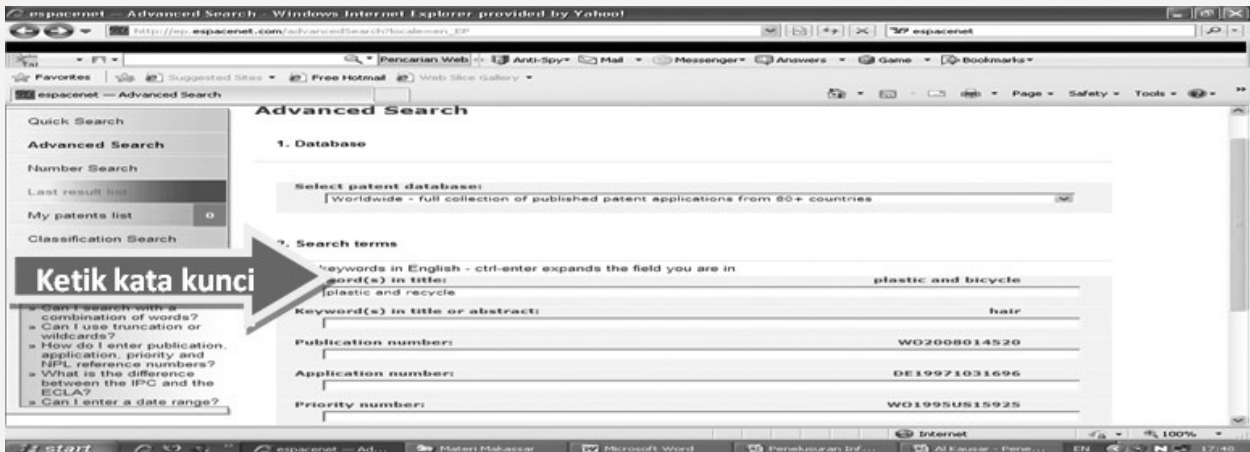 espacenet — Advanced Search - Windows Internet Explorer provided by Yahoo!
http://ep.espacenet.com/advancedSearch?locale=en_EP
espacenet
Pencarian Web
Anti-Spy
Mail
Messenger
Answers
Game
Bookmarks
Favorites
Suggested Sites
Free Hotmail
Web Slice Gallery
espacenet — Advanced Search
Page
Safety
Tools
Quick Search
Advanced Search
Number Search
Last result list
My patents list 0
Classification Search
Advanced Search
1. Database
Select patent database:
Worldwide - full collection of published patent applications from 80+ countries
2. Search terms
keywords in English - ctrl-enter expands the field you are in
word(s) in title: plastic and bicycle
plastic and recycle
Keyword(s) in title or abstract: hair
Publication number: WO2008014520
Application number: DE19971031696
Priority number: WO1995US15925
Ketik kata kunci
» Can I search with a
combination of words?
» Can I use truncation or
wildcards?
» How do I enter publication,
application, priority and
NPL reference numbers?
» What is the difference
between the IPC and the
ECLA?
» Can I enter a date range?
Internet
100%
start
espacenet — Ad...
Materi Makassar
Microsoft Word
Penelusuran Inf...
Al Kausar - Pene...
EN
17:48